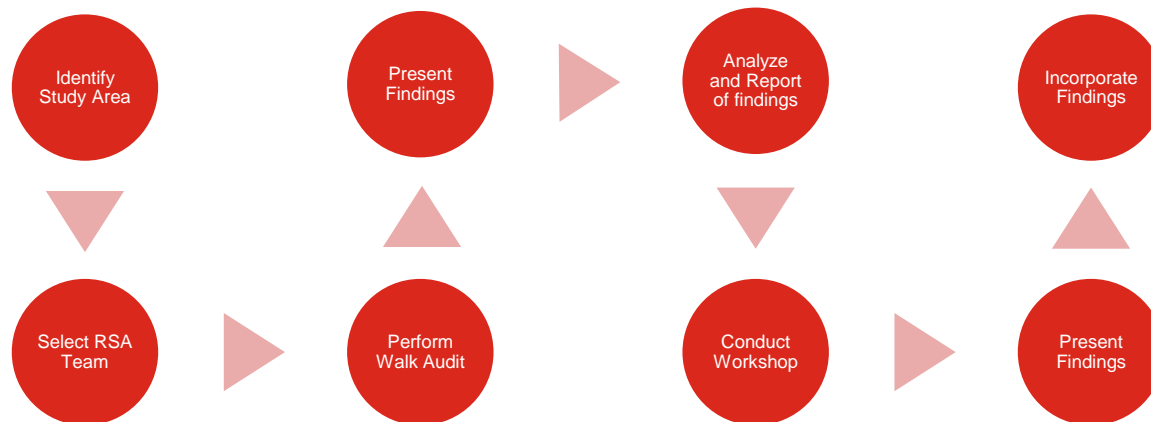 Identify
Study Area
Select RSA
Team
Perform
Walk Audit
Present
Findings
Analyze
and Report
of findings
Conduct
Workshop
Present
Findings
Incorporate
Findings